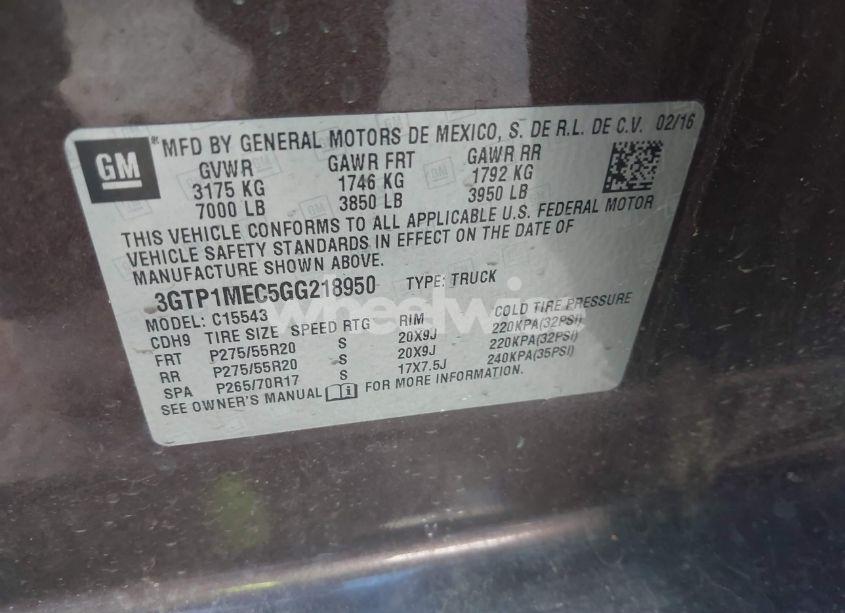 GM
*MFD BY GENERAL MOTORS DE MEXICO, S. DE R.L. DE C.V. 02/16
GVWR GAWR FRT GAWR RR
3175 KG 1746 KG 1792 KG
7000 LB 3850 LB 3950 LB
THIS VEHICLE CONFORMS TO ALL APPLICABLE U.S. FEDERAL MOTOR
VEHICLE SAFETY STANDARDS IN EFFECT ON THE DATE OF
MANUFACTURE SHOWN ABOVE.
3GTP1MEC5GG218950 TYPE: TRUCK
MODEL: C15543
CDH9 TIRE SIZE SPEED RTG RIM COLD TIRE PRESSURE
FRT P275/55R20 S 20X9J 220KPA(32PSI)
RR P275/55R20 S 20X9J 220KPA(32PSI)
SPA P265/70R17 S 17X7.5J 240KPA(35PSI)
SEE OWNER'S MANUAL FOR MORE INFORMATION.